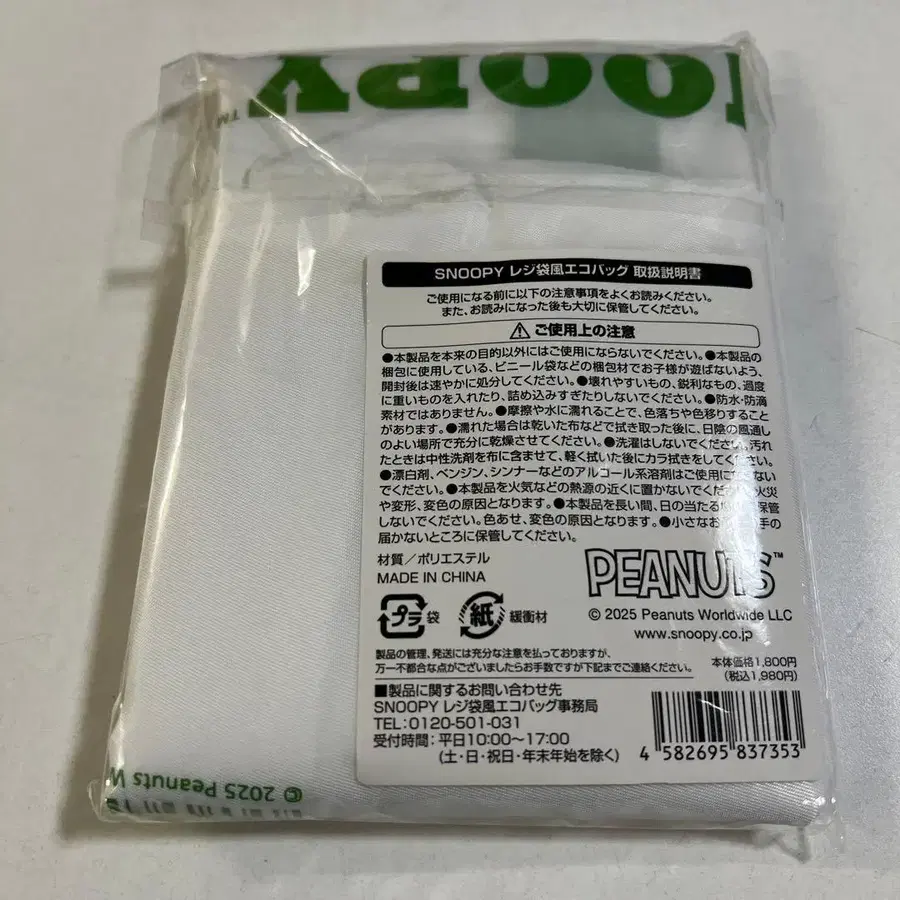 NOOPY™
SNOOPY レジ袋風エコバッグ 取扱説明書
ご使用になる前に以下の注意事項をよくお読みください。
また、お読みになった後も大切に保管してください。
⚠ ご使用上の注意
●本製品を本来の目的以外にはご使用にならないでください。●本製品の
梱包に使用している、ビニール袋などの梱包材でお子様が遊ばないよう、
開封後は速やかに処分してください。●壊れやすいもの、鋭利なもの、過度
に重いものを入れたり、詰め込みすぎたりしないでください。●防水・防滴
素材ではありません。●摩擦や水に濡れることで、色落ちや色移りすること
があります。●濡れた場合は乾いた布などで拭き取った後に、日陰の風通し
のよい場所で充分に乾燥させてください。●洗濯はしないでください。汚れ
たときは中性洗剤を布に含ませて、軽く拭いた後にカラ拭きをしてください。
●漂白剤、ベンジン、シンナーなどのアルコール系溶剤はご使用に ない
でください。●本製品を火気などの熱源の近くに置かないでくだ 火災
や変形、変色の原因となります。●本製品を長い間、日の当たる 保管
しないでください。色あせ、変色の原因となります。●小さなお 手の
届かないところに保管してください。
材質/ポリエステル
MADE IN CHINA
プラ 袋 紙 緩衝材
PEANUTS™
© 2025 Peanuts Worldwide LLC
www.snoopy.co.jp
製品の管理、発送には充分な注意を払っておりますが、
万一不都合な点がございましたらお手数ですが下記までご連絡ください。
本体価格1,800円
(税込1,980円)
■製品に関するお問い合わせ先
SNOOPY レジ袋風エコバッグ事務局
TEL:0120-501-031
受付時間:平日10:00〜17:00
(土・日・祝日・年末年始を除く)
4 582695 837353
© 2025 Peanuts W